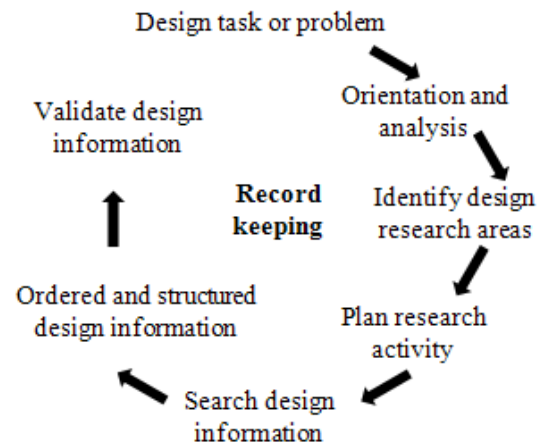 Design task or problem
Orientation and
analysis
Identify design
research areas
Plan research
activity
Search design
information
Ordered and structured
design information
Validate design
information
Record
keeping